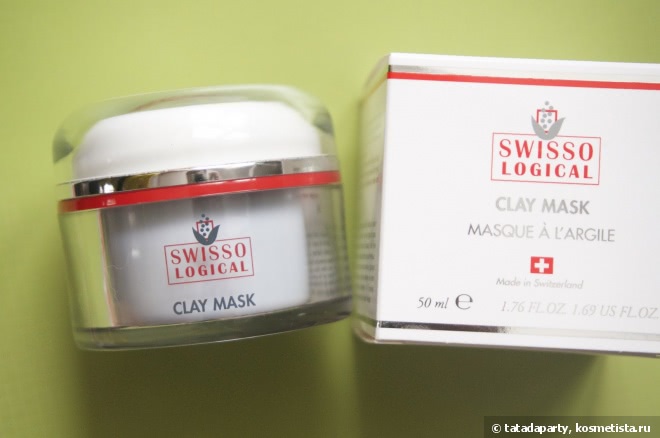 SWISSO
LOGICAL
CLAY MASK
SWISSO
LOGICAL
CLAY MASK
MASQUE À L'ARGILE
Made in Switzerland
50 ml ℮
1.76 FL.OZ. 1.69 US FL.OZ.
© tatadaparty, kosmetista.ru